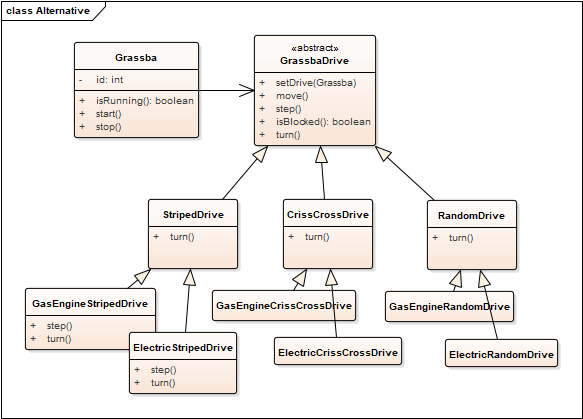 class Alternative
Grassba
- id: int
+ isRunning(): boolean
+ start()
+ stop()
«abstract»
GrassbaDrive
+ setDrive(Grassba)
+ move()
+ step()
+ isBlocked(): boolean
+ turn()
StripedDrive
+ turn()
CrissCrossDrive
+ turn()
RandomDrive
+ turn()
GasEngineStripedDrive
+ step()
+ turn()
ElectricStripedDrive
+ step()
+ turn()
GasEngineCrissCrossDrive
ElectricCrissCrossDrive
GasEngineRandomDrive
ElectricRandomDrive